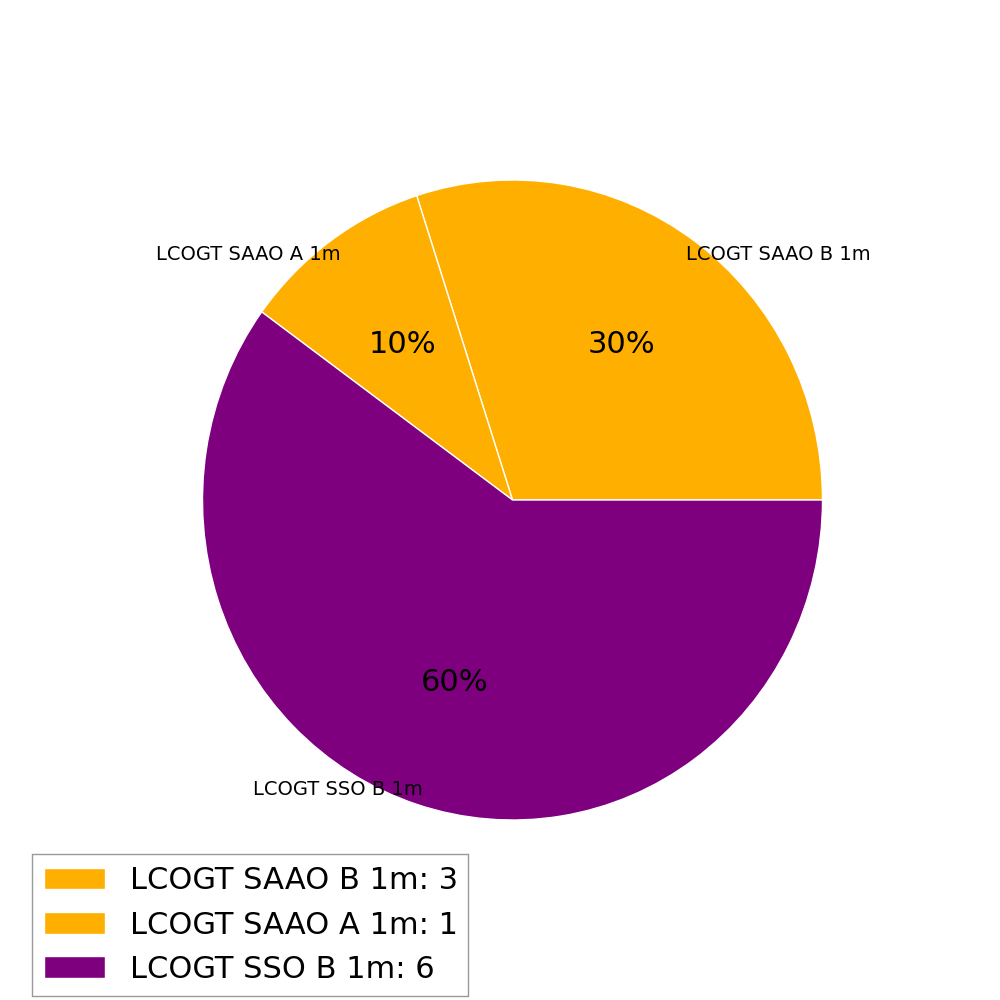 LCOGT SAAO A 1m
LCOGT SAAO B 1m
10%
30%
60%
LCOGT SSO B 1m
LCOGT SAAO B 1m: 3
LCOGT SAAO A 1m: 1
LCOGT SSO B 1m: 6